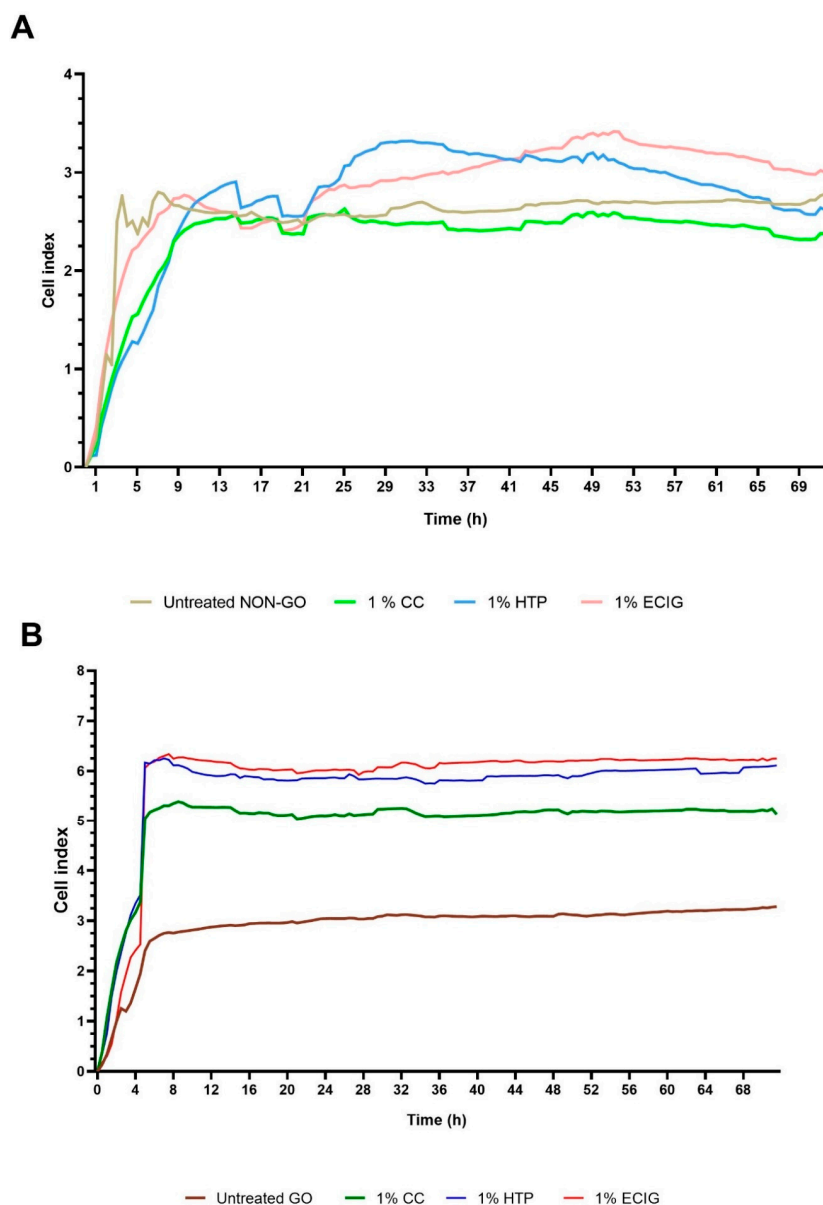 A
Cell index
4
3
2
1
0
1 5 9 13 17 21 25 29 33 37 41 45 49 53 57 61 65 69
Time (h)
Untreated NON-GO 1 % CC 1% HTP 1% ECIG
B
Cell index
8
7
6
5
4
3
2
1
0
0 4 8 12 16 20 24 28 32 36 40 44 48 52 56 60 64 68
Time (h)
Untreated GO 1% CC 1% HTP 1% ECIG